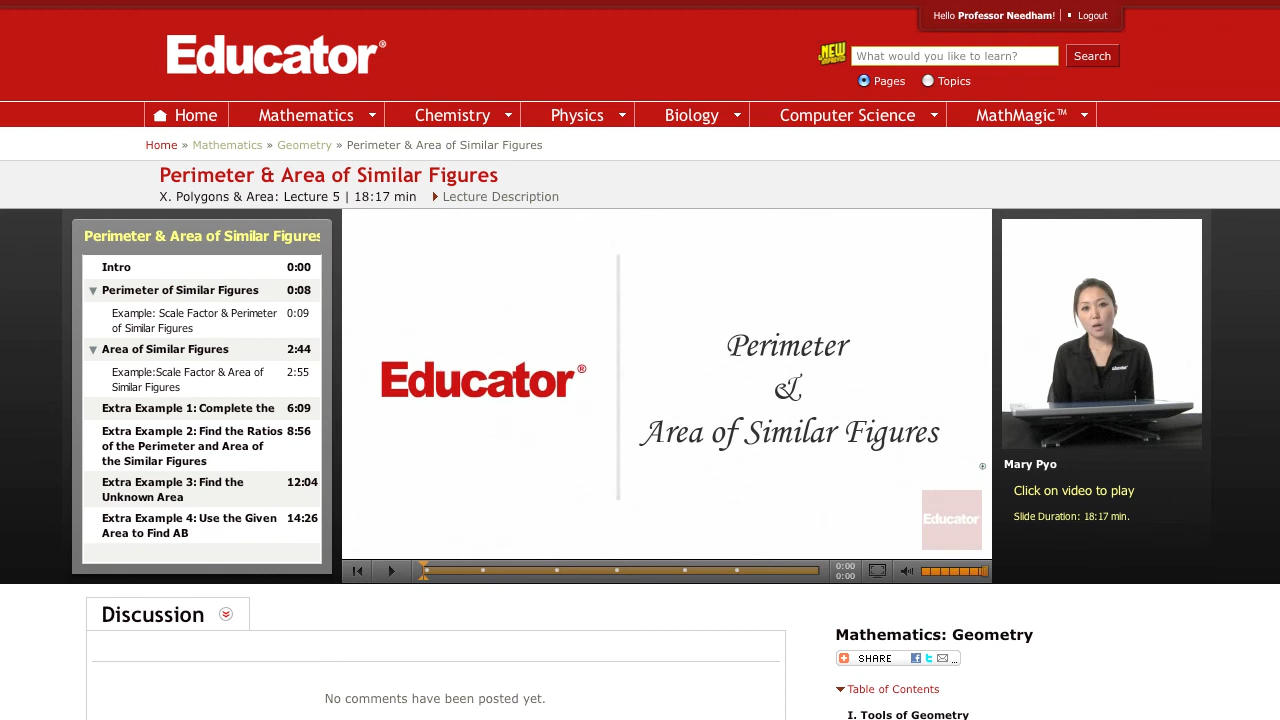 Hello Professor Needham! Logout
Educator®
NEW
What would you like to learn? Search
Pages Topics
Home Mathematics Chemistry Physics Biology Computer Science MathMagic™
Home » Mathematics » Geometry » Perimeter & Area of Similar Figures
Perimeter & Area of Similar Figures
X. Polygons & Area: Lecture 5 | 18:17 min Lecture Description
Perimeter & Area of Similar Figures
Intro 0:00
Perimeter of Similar Figures 0:08
Example: Scale Factor & Perimeter 0:09
of Similar Figures
Area of Similar Figures 2:44
Example:Scale Factor & Area of 2:55
Similar Figures
Extra Example 1: Complete the 6:09
Extra Example 2: Find the Ratios 8:56
of the Perimeter and Area of
the Similar Figures
Extra Example 3: Find the 12:04
Unknown Area
Extra Example 4: Use the Given 14:26
Area to Find AB
Educator®
Perimeter
&
Area of Similar Figures
Educator
Mary Pyo
Click on video to play
Slide Duration: 18:17 min.
0:00
0:00
Discussion
No comments have been posted yet.
Mathematics: Geometry
SHARE ...
Table of Contents
I. Tools of Geometry